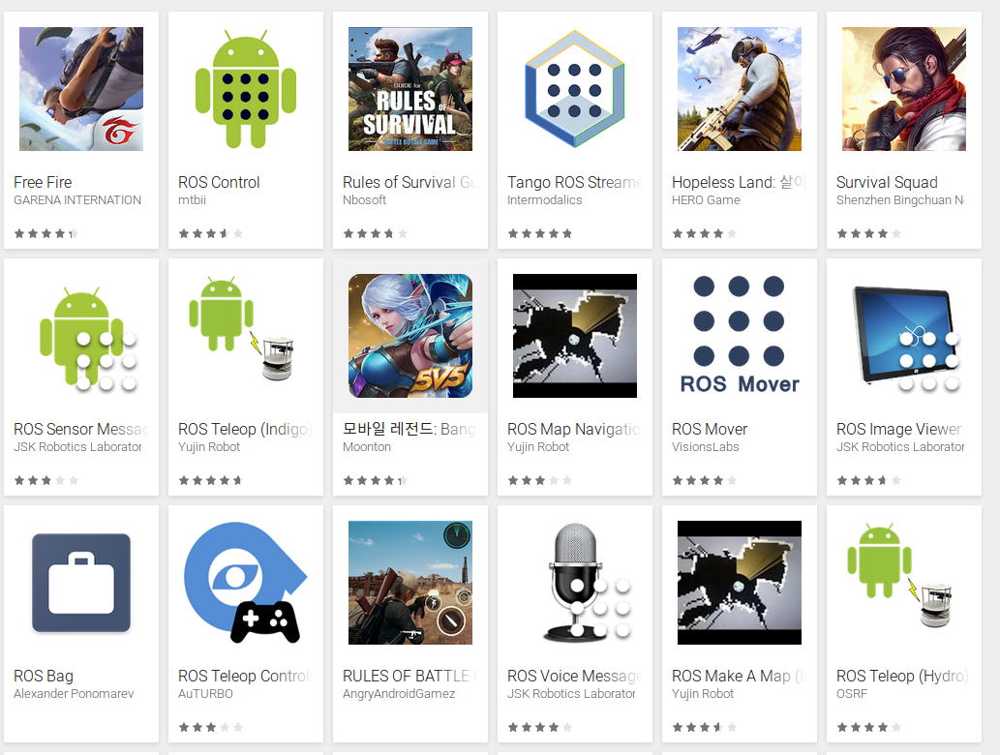 GUIDE for
RULES OF
SURVIVAL
BATTLE ROYALE GAME
Free Fire
GARENA INTERNATION
ROS Control
mtbii
Rules of Survival Gu
Nbosoft
Tango ROS Streame
Intermodalics
Hopeless Land: 살아
HERO Game
Survival Squad
Shenzhen Bingchuan N
5V5
ROS Mover
ROS Sensor Messag
JSK Robotics Laborator
ROS Teleop (Indigo)
Yujin Robot
모바일 레전드: Bang
Moonton
ROS Map Navigatio
Yujin Robot
ROS Mover
VisionsLabs
ROS Image Viewer
JSK Robotics Laborator
ROS Bag
Alexander Ponomarev
ROS Teleop Controll
AuTURBO
RULES OF BATTLE
AngryAndroidGamez
ROS Voice Message
JSK Robotics Laborator
ROS Make A Map (I
Yujin Robot
ROS Teleop (Hydro)
OSRF